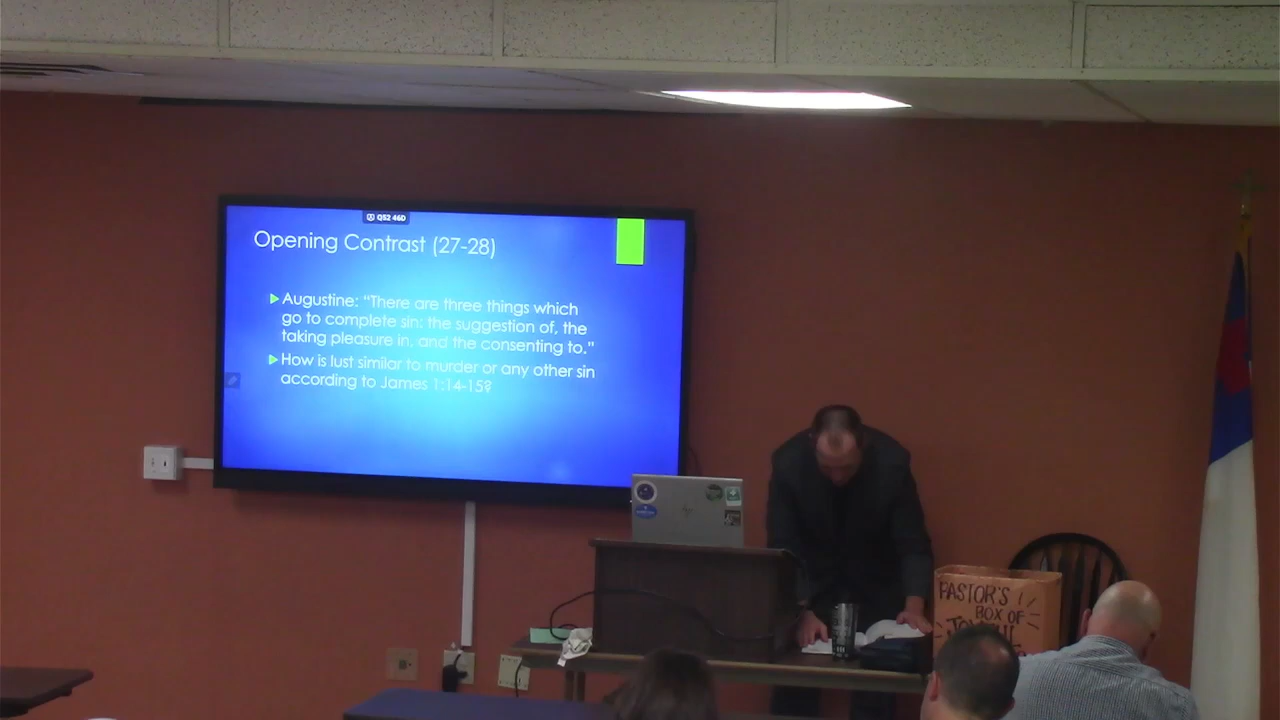 QS2 46D
Opening Contrast (27-28)
Augustine: “There are three things which
go to complete sin: the suggestion of, the
taking pleasure in, and the consenting to.”
How is lust similar to murder or any other sin
according to James 1:14-15?
PASTOR'S
BOX OF